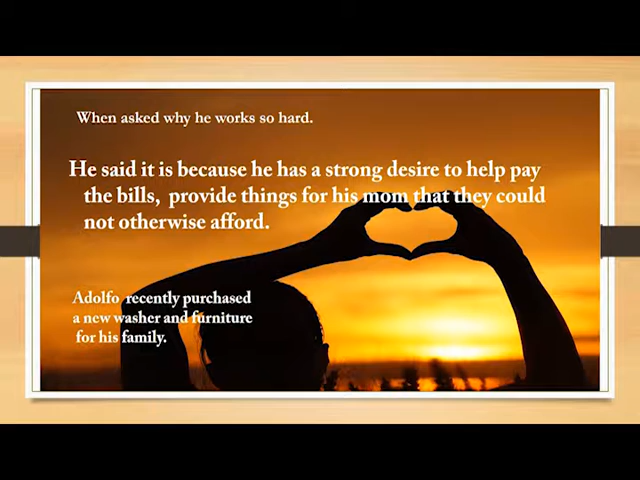 When asked why he works so hard.
He said it is because he has a strong desire to help pay
the bills, provide things for his mom that they could
not otherwise afford.
Adolfo recently purchased
a new washer and furniture
for his family.